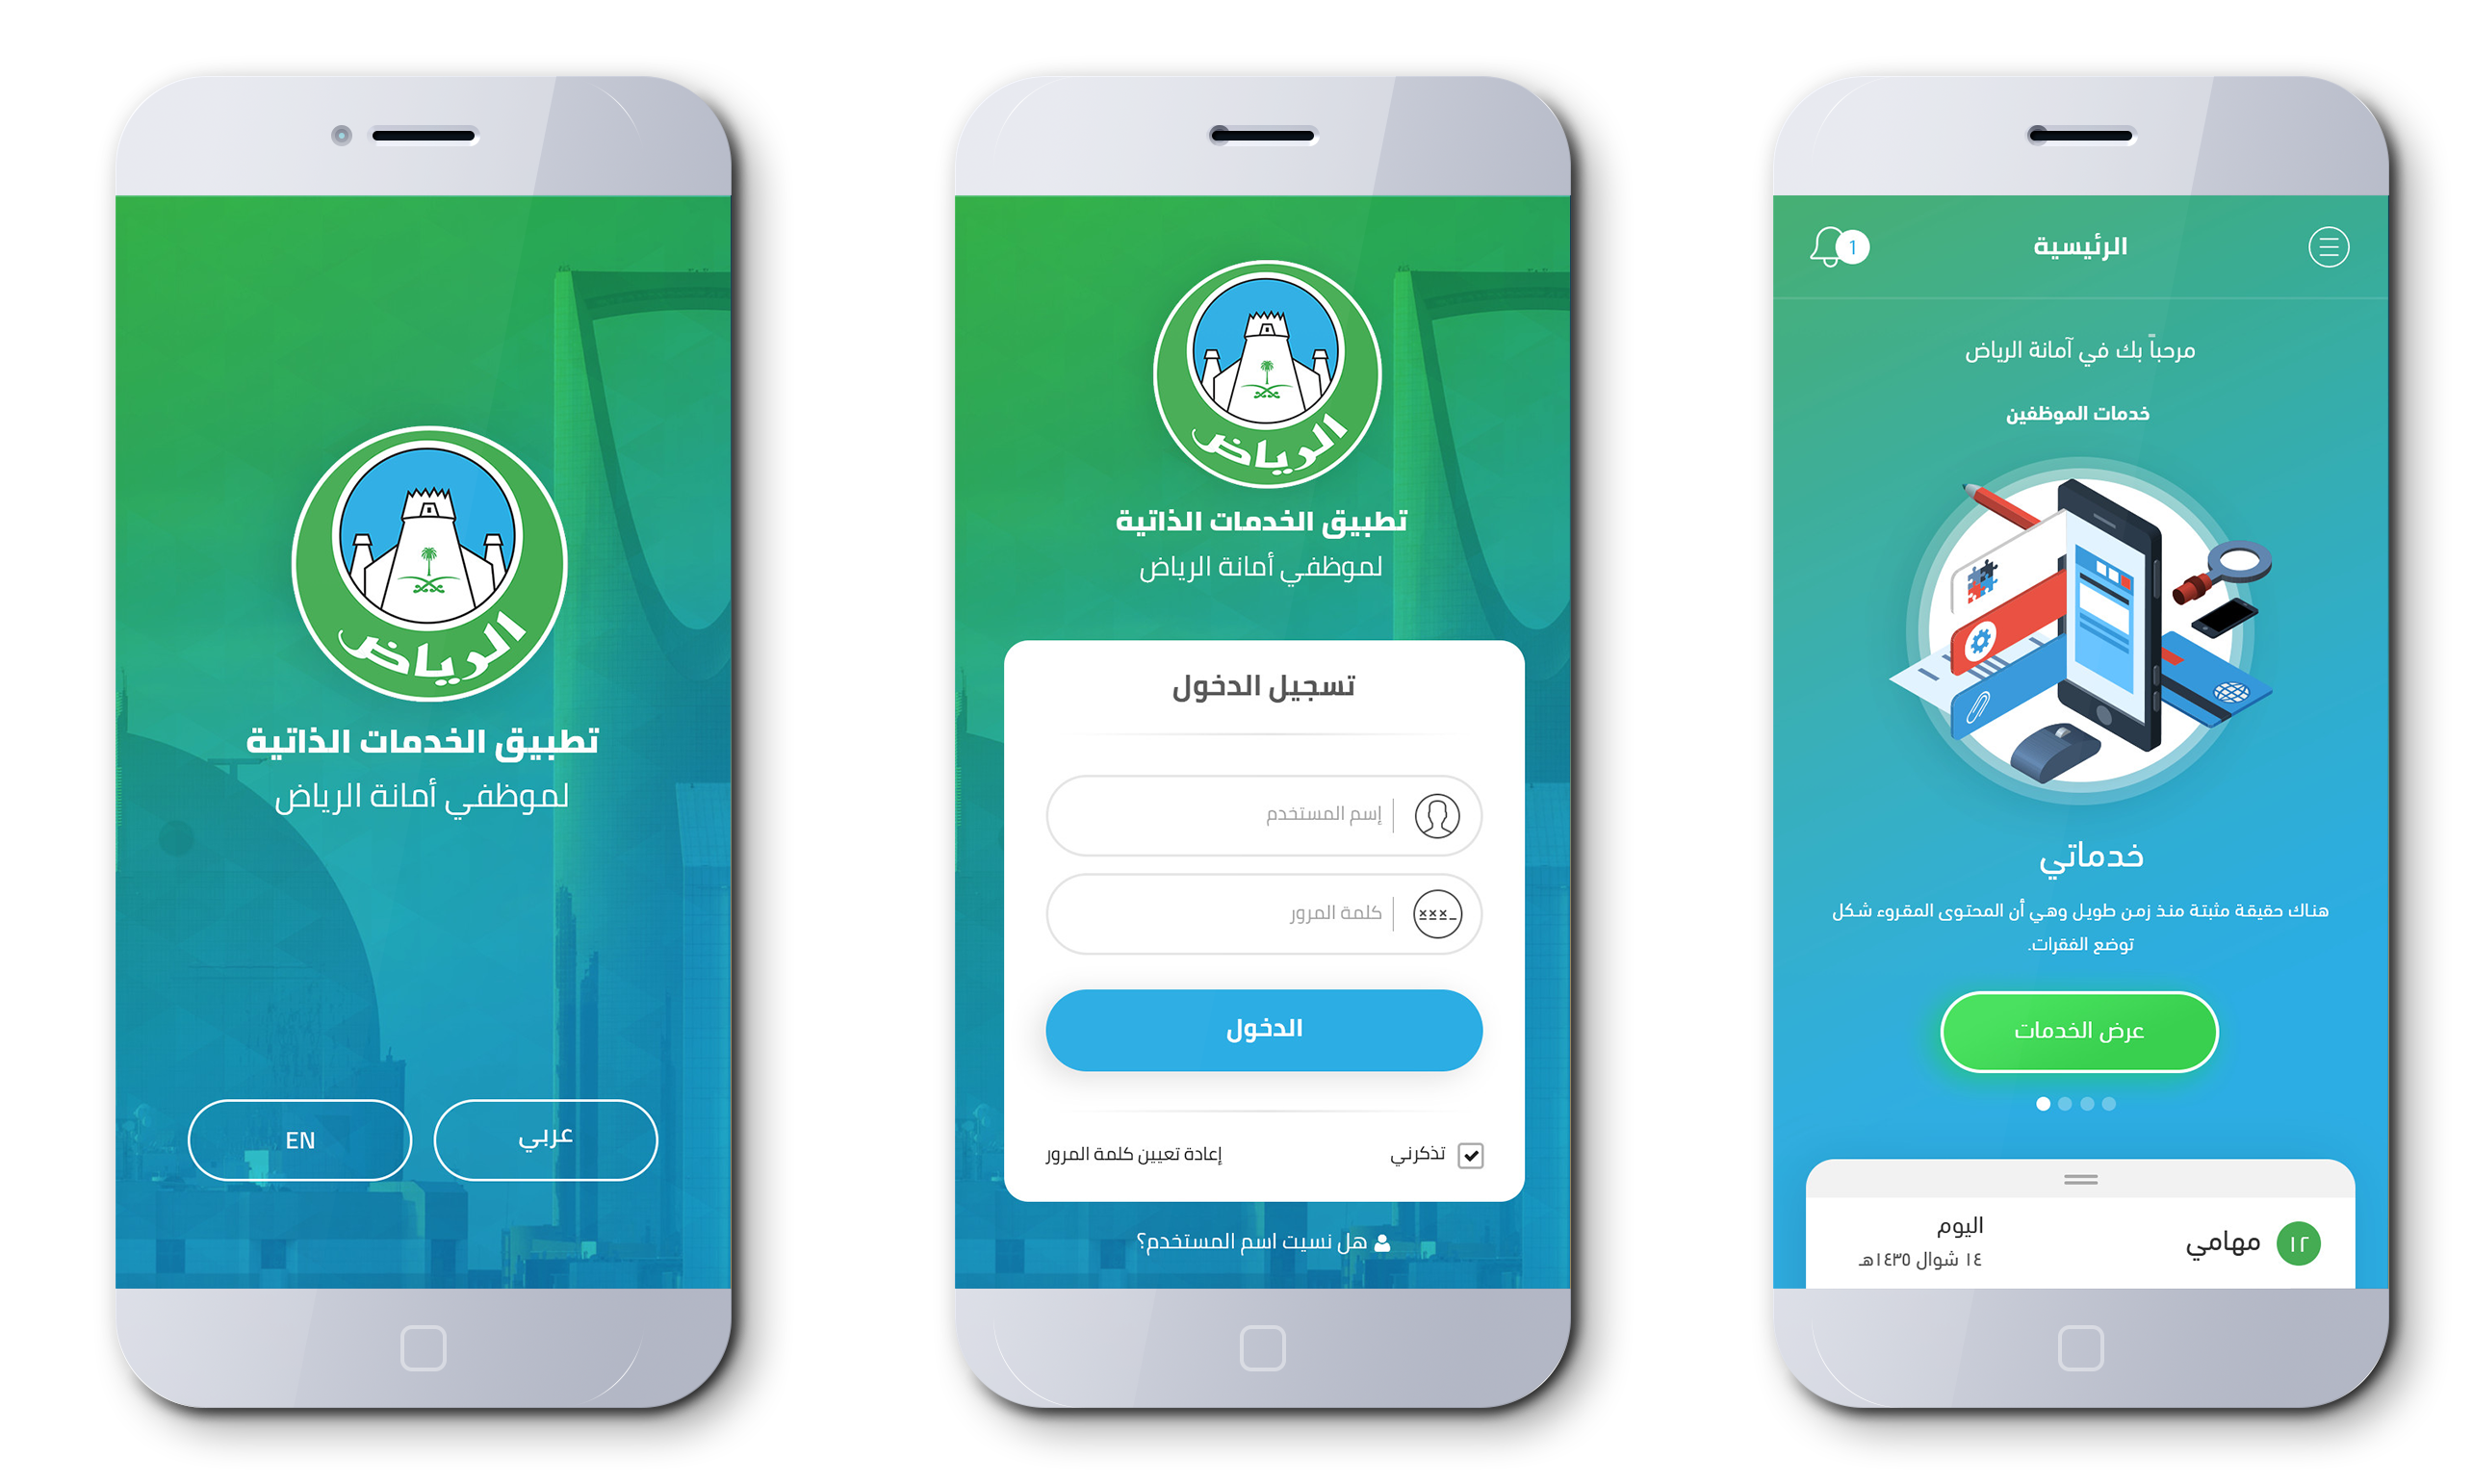 الرياض
تطبيق الخدمات الذاتية
لموظفي أمانة الرياض
عربي
EN
الرياض
تطبيق الخدمات الذاتية
لموظفي أمانة الرياض
تسجيل الدخول
إسم المستخدم
xxx_
كلمة المرور
الدخول
تذكرني
إعادة تعيين كلمة المرور
هل نسيت اسم المستخدم؟
الرئيسية
1
مرحباً بك في آمانة الرياض
خدمات الموظفين
خدماتي
هناك حقيقة مثبتة منذ زمن طويل وهي أن المحتوى المقروء شكل
توضع الفقرات.
عرض الخدمات
١٢
مهامي
اليوم
١٤ شوال ١٤٣٥هـ